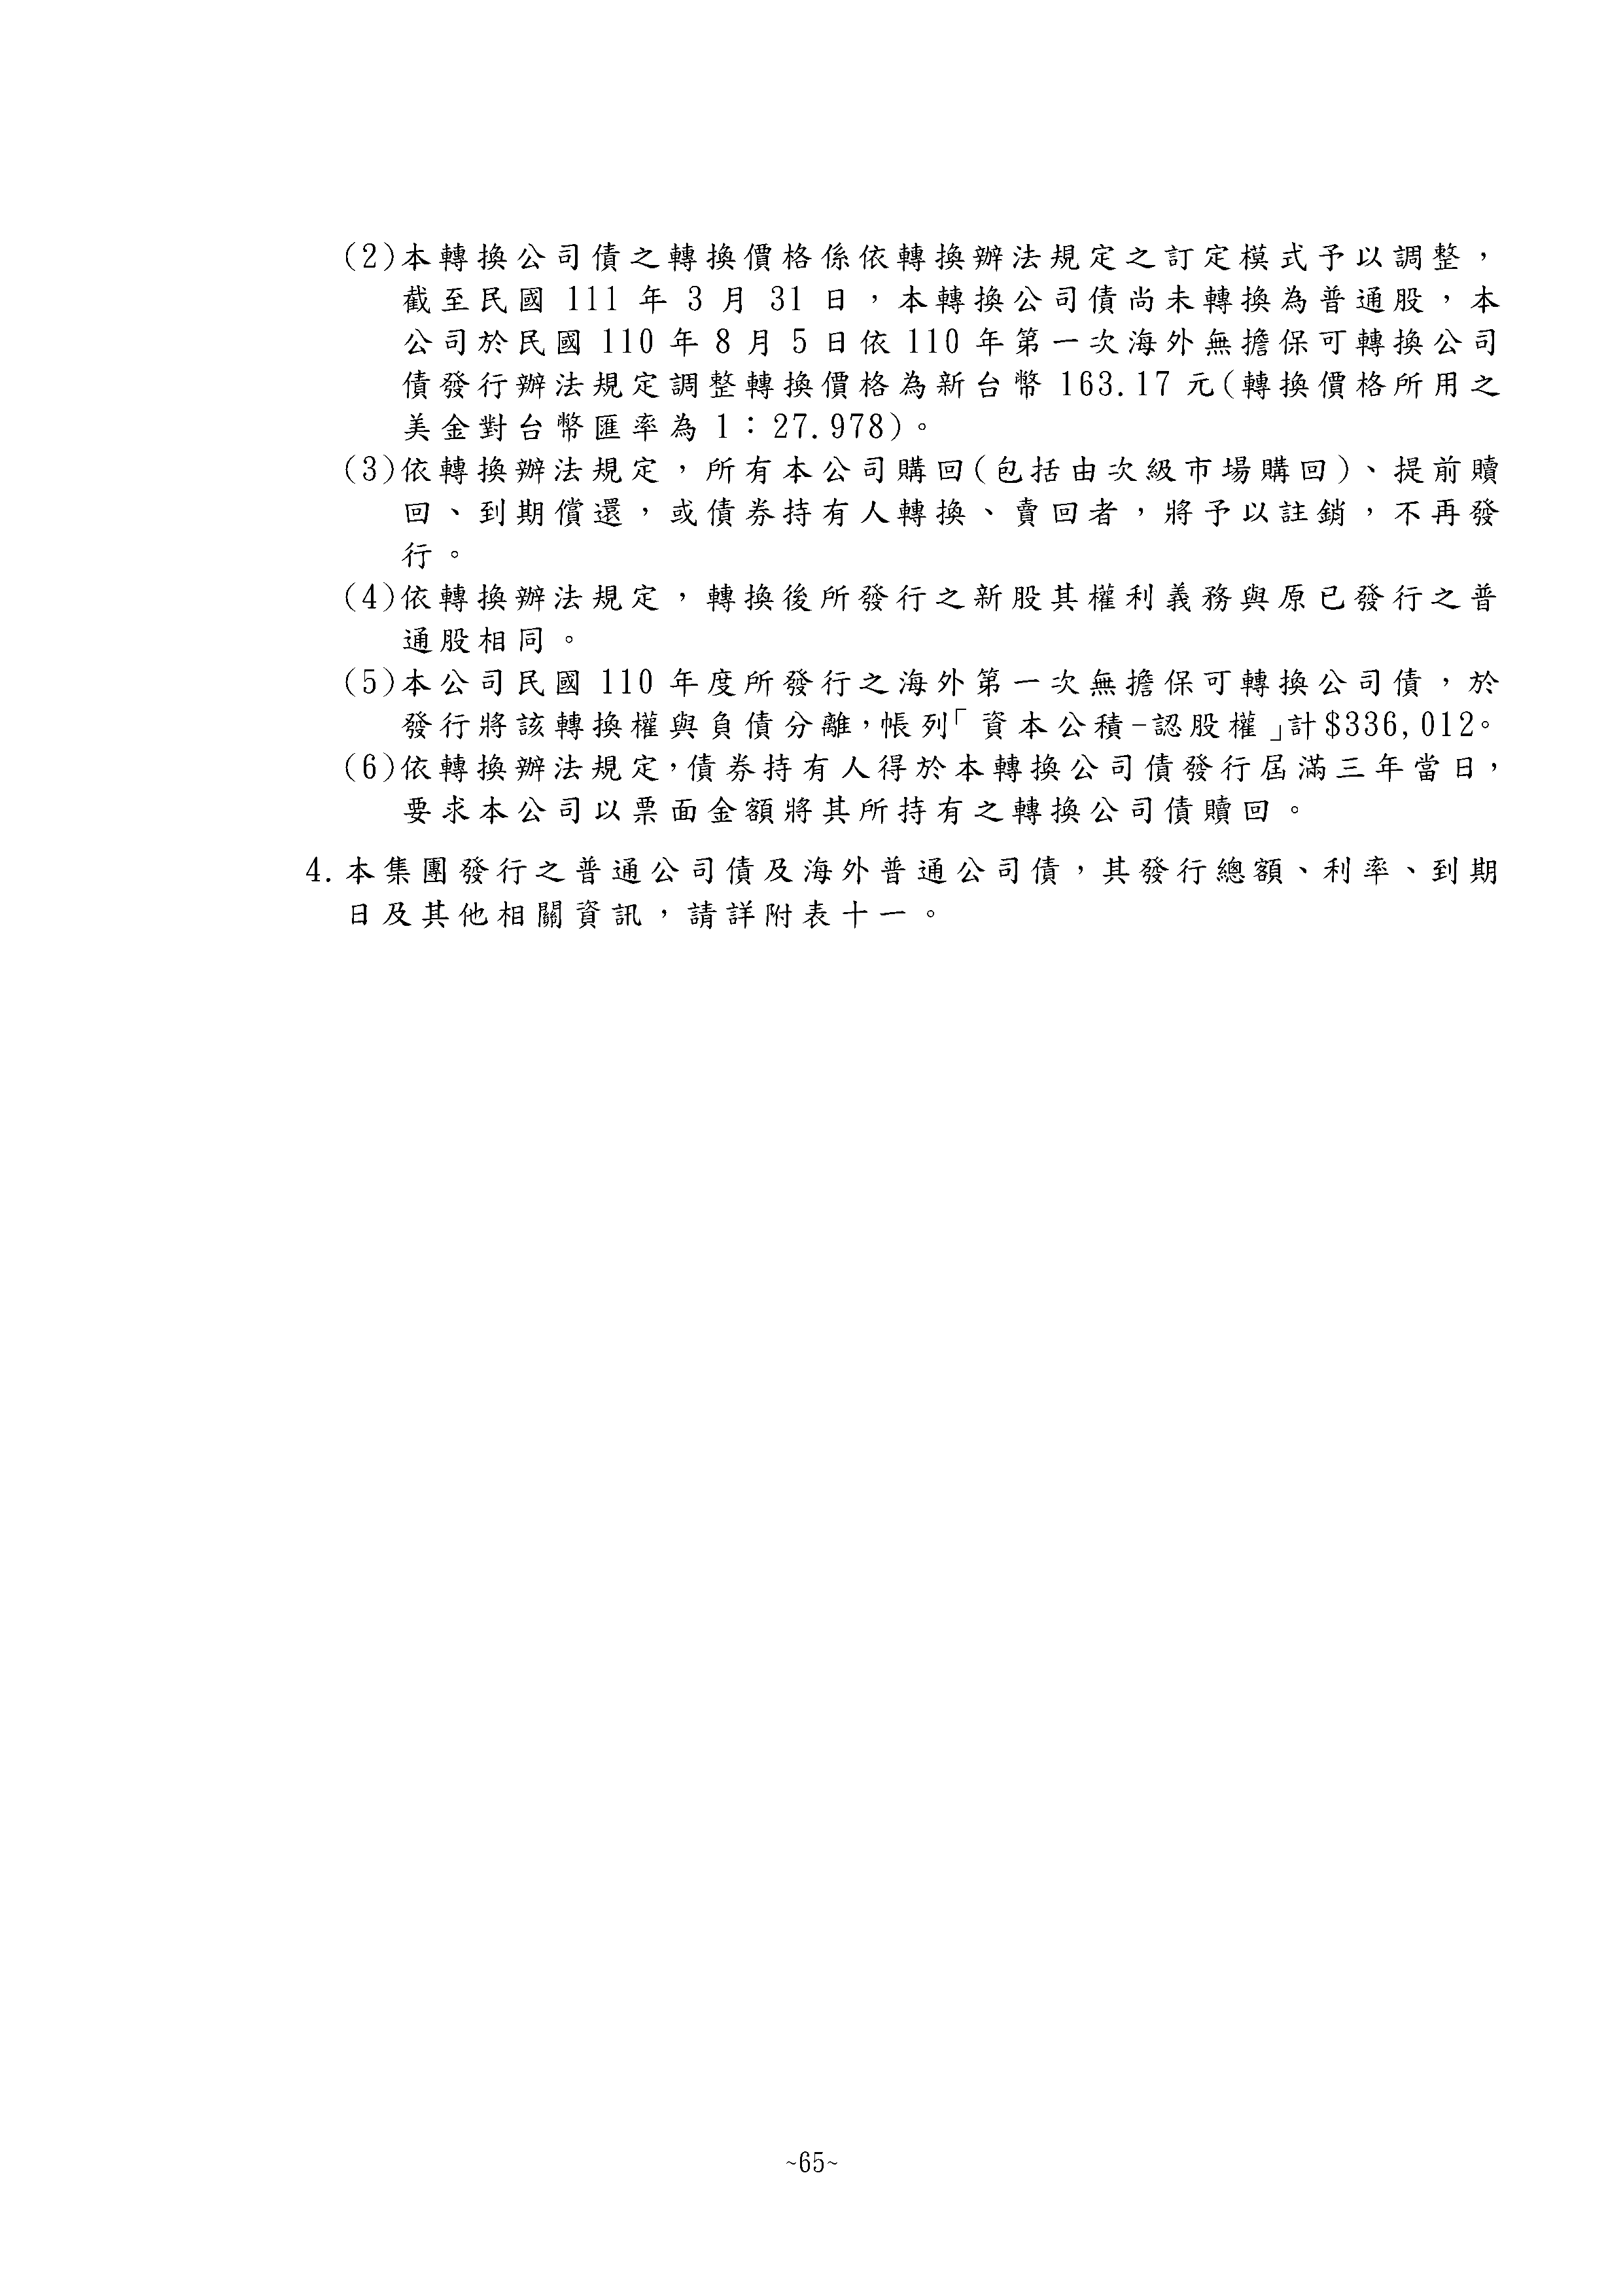 (2)本轉換公司債之轉換價格係依轉換辦法規定之訂定模式予以調整，
截至民國 111 年 3 月 31 日，本轉換公司債尚未轉換為普通股，本
公司於民國 110 年 8 月 5 日依 110 年第一次海外無擔保可轉換公司
債發行辦法規定調整轉換價格為新台幣 163.17 元(轉換價格所用之
美金對台幣匯率為 1：27.978)。
(3)依轉換辦法規定，所有本公司購回(包括由次級市場購回)、提前贖
回、到期償還，或債券持有人轉換、賣回者，將予以註銷，不再發
行。
(4)依轉換辦法規定，轉換後所發行之新股其權利義務與原已發行之普
通股相同。
(5)本公司民國 110 年度所發行之海外第一次無擔保可轉換公司債，於
發行將該轉換權與負債分離，帳列「資本公積-認股權」計$336,012。
(6)依轉換辦法規定，債券持有人得於本轉換公司債發行屆滿三年當日，
要求本公司以票面金額將其所持有之轉換公司債贖回。
4.本集團發行之普通公司債及海外普通公司債，其發行總額、利率、到期
日及其他相關資訊，請詳附表十一。
~65~